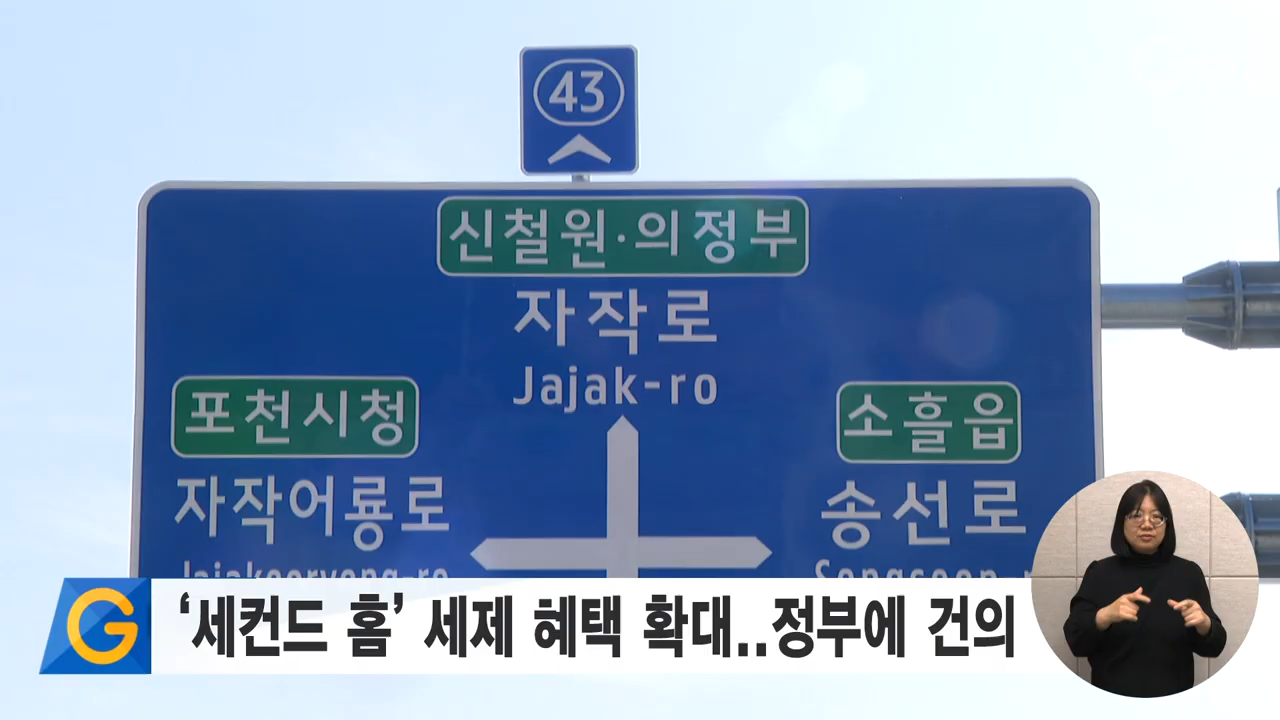 43
신철원·의정부
자작로
Jajak-ro
포천시청
자작어룡로
소흘읍
송선로
G
‘세컨드 홈’ 세제 혜택 확대..정부에 건의